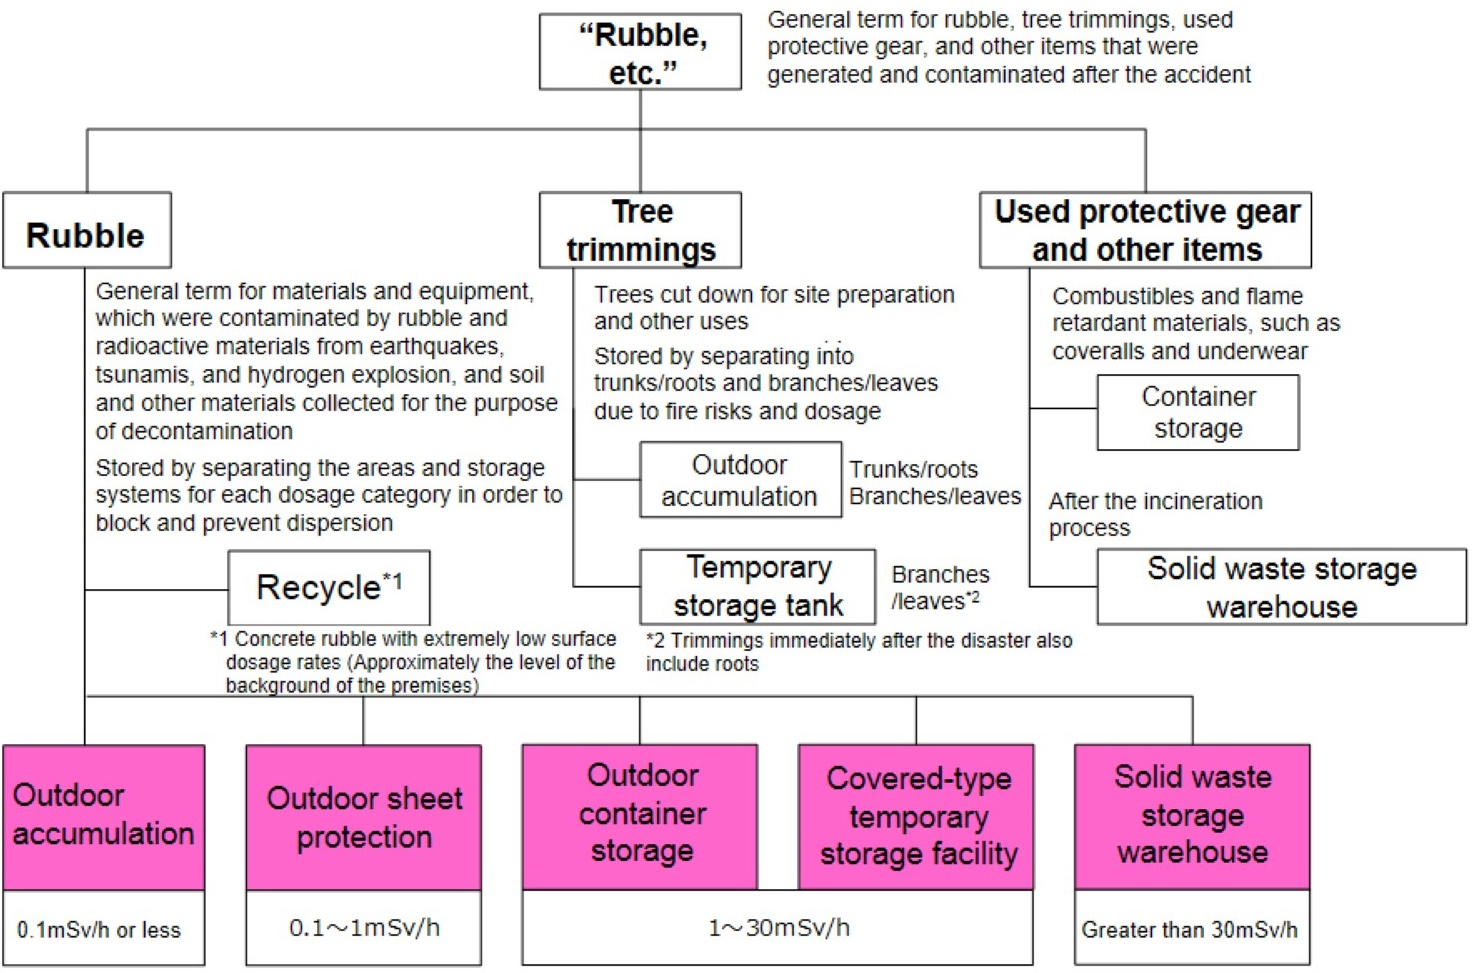 “Rubble,
etc.”
General term for rubble, tree trimmings, used
protective gear, and other items that were
generated and contaminated after the accident
Rubble
General term for materials and equipment,
which were contaminated by rubble and
radioactive materials from earthquakes,
tsunamis, and hydrogen explosion, and soil
and other materials collected for the purpose
of decontamination
Stored by separating the areas and storage
systems for each dosage category in order to
block and prevent dispersion
Recycle*1
*1 Concrete rubble with extremely low surface
dosage rates (Approximately the level of the
background of the premises)
Tree
trimmings
Trees cut down for site preparation
and other uses
Stored by separating into
trunks/roots and branches/leaves
due to fire risks and dosage
Outdoor
accumulation
Trunks/roots
Branches/leaves
Temporary
storage tank
Branches
/leaves*2
*2 Trimmings immediately after the disaster also
include roots
Used protective gear
and other items
Combustibles and flame
retardant materials, such as
coveralls and underwear
Container
storage
After the incineration
process
Solid waste storage
warehouse
Outdoor
accumulation
0.1mSv/h or less
Outdoor sheet
protection
0.1～1mSv/h
Outdoor
container
storage
Covered-type
temporary
storage facility
1～30mSv/h
Solid waste
storage
warehouse
Greater than 30mSv/h